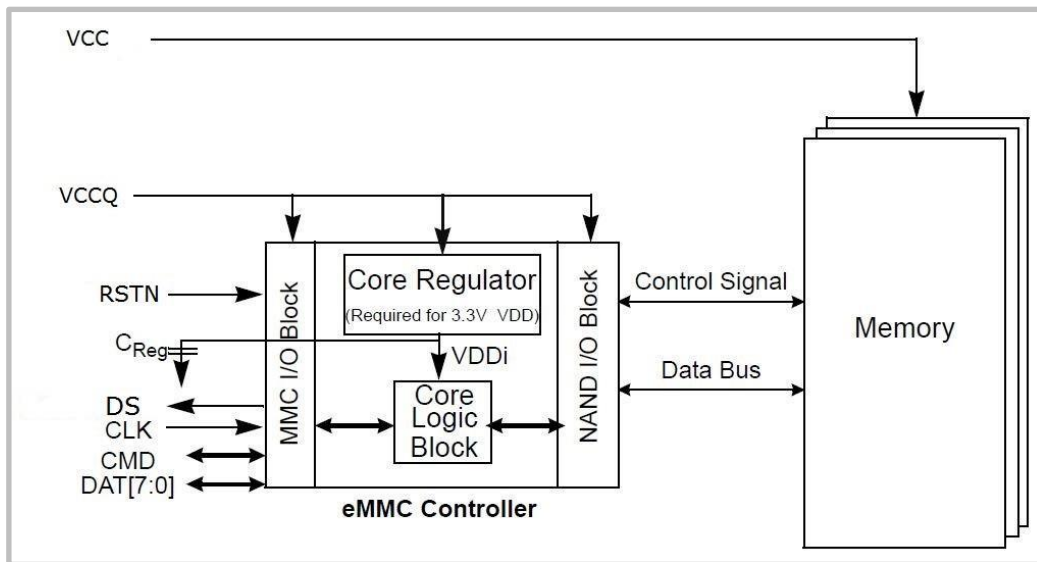 VCC
VCCQ
RSTN
CReg
DS
CLK
CMD
DAT[7:0]
MMC I/O Block
Core Regulator
(Required for 3.3V VDD)
VDDi
Core
Logic
Block
NAND I/O Block
eMMC Controller
Control Signal
Data Bus
Memory